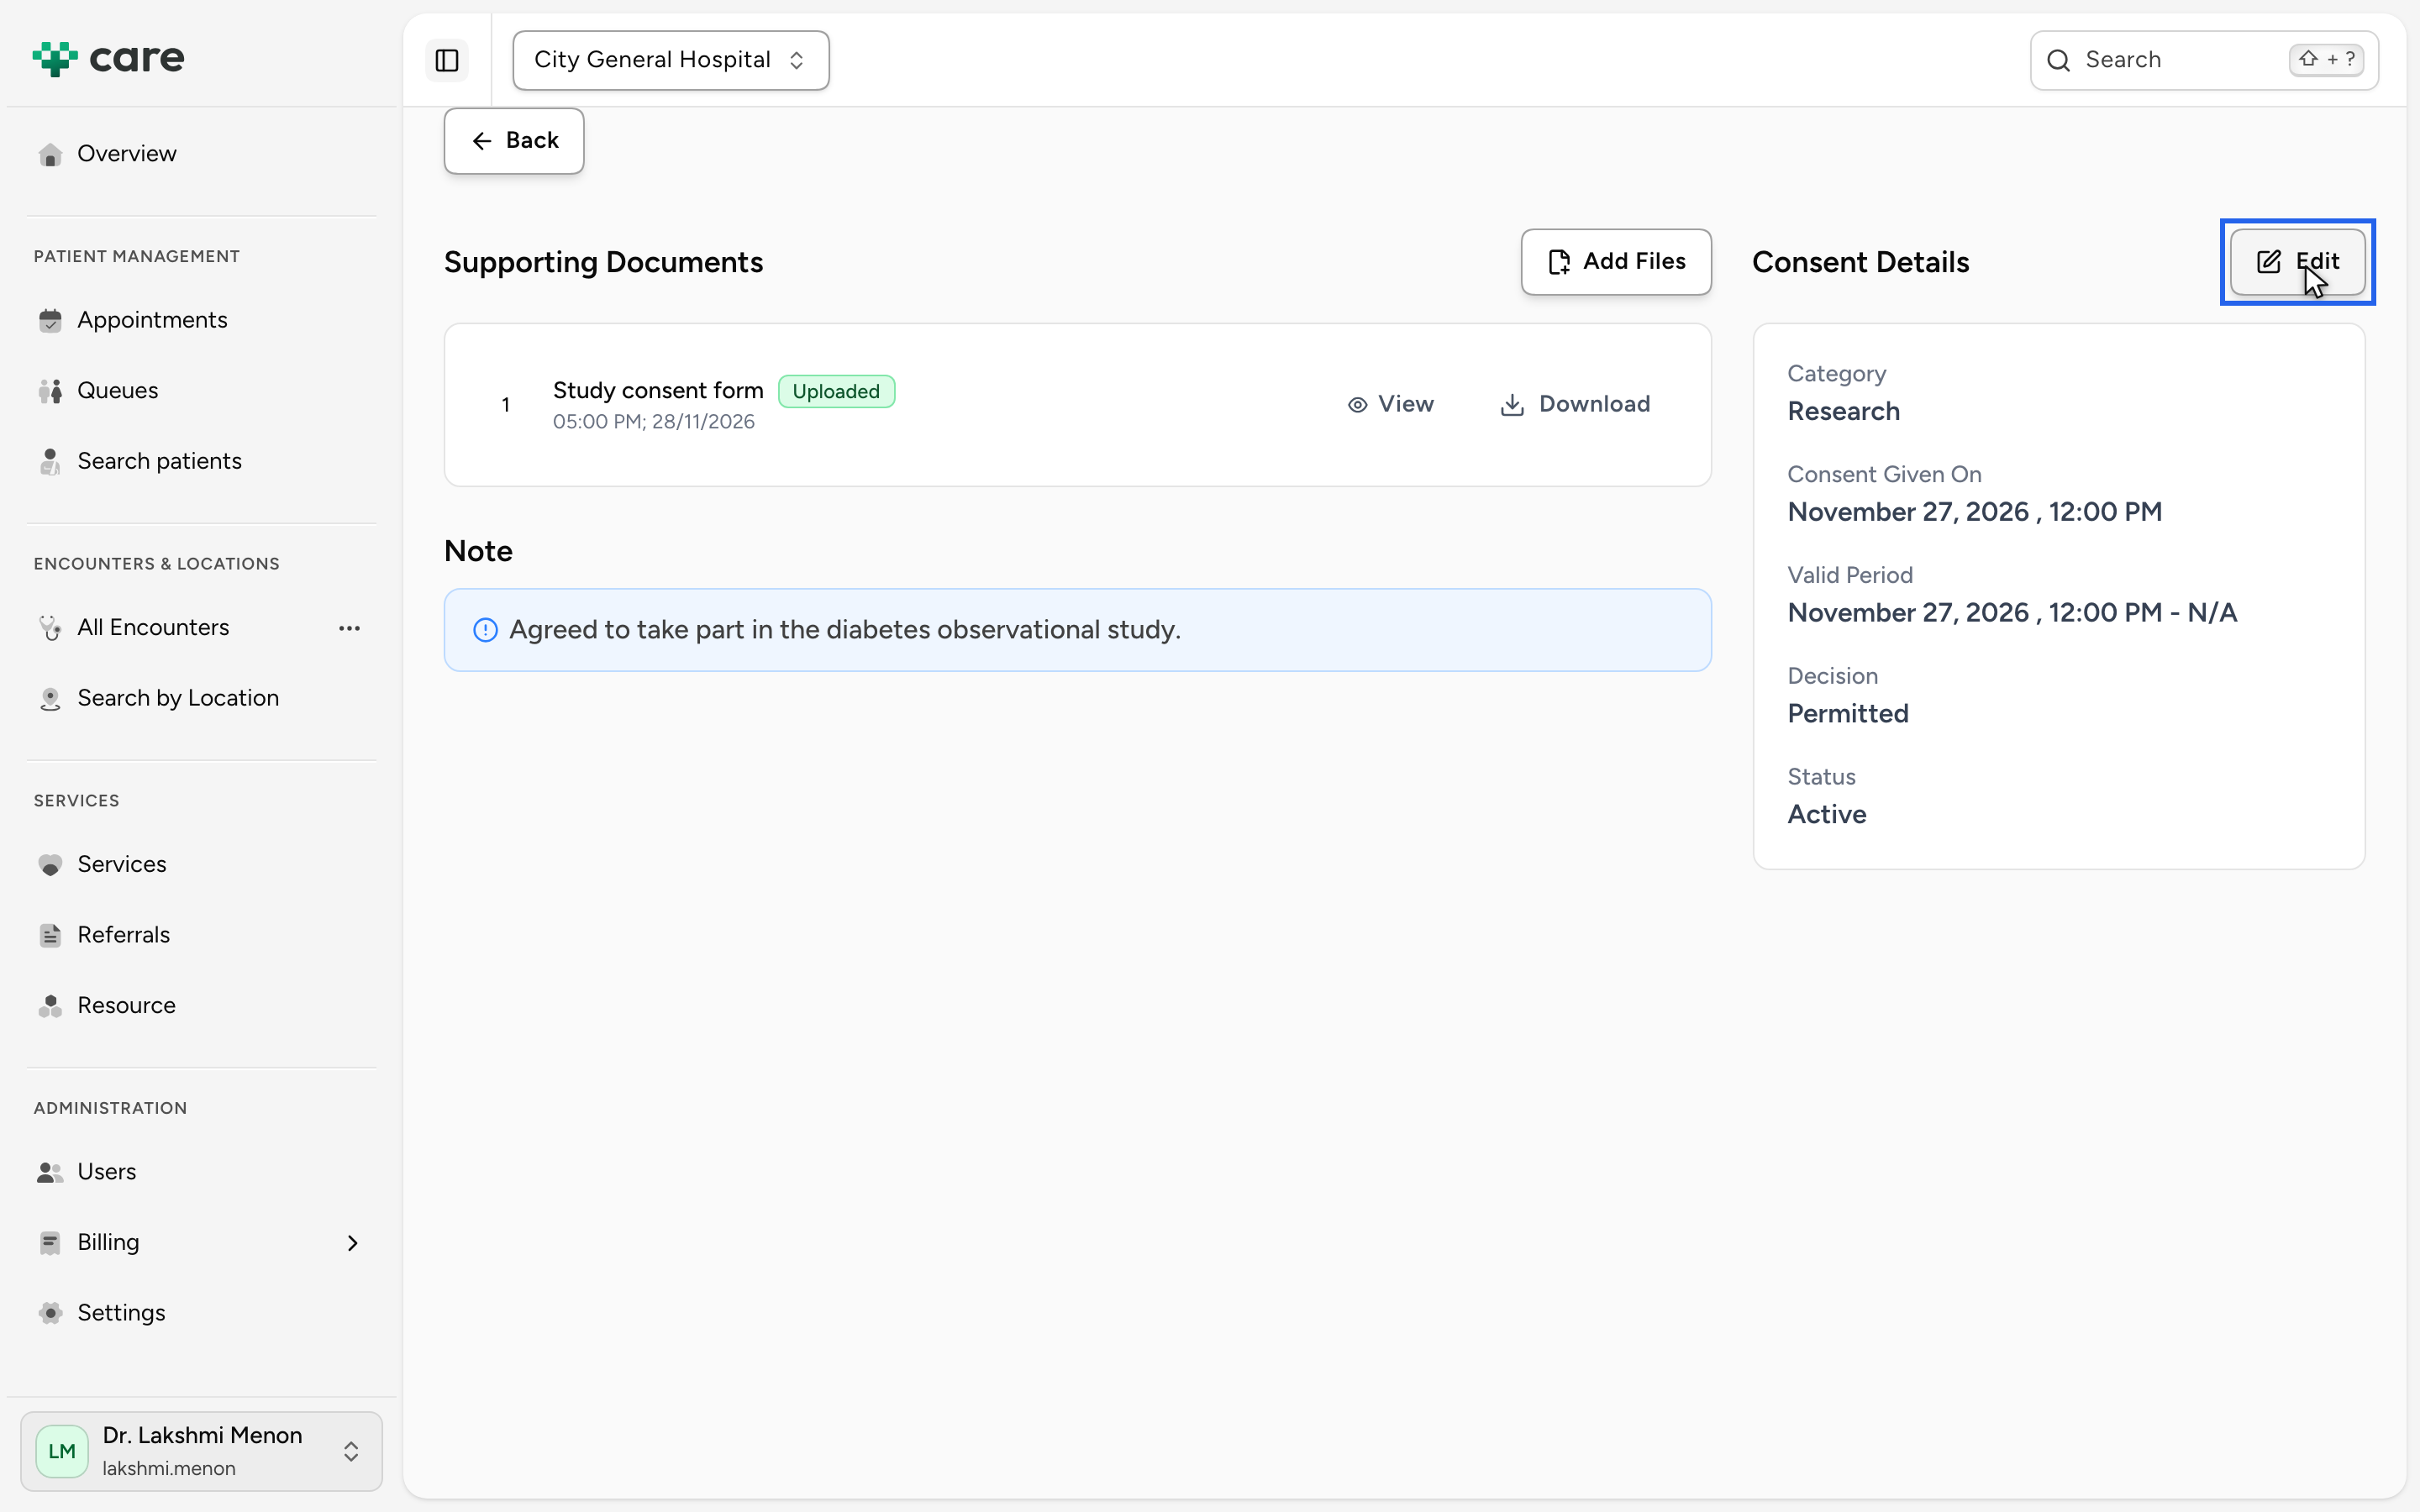 care
Overview
PATIENT MANAGEMENT
Appointments
Queues
Search patients
ENCOUNTERS & LOCATIONS
All Encounters
Search by Location
SERVICES
Services
Referrals
Resource
ADMINISTRATION
Users
Billing
Settings
LM
Dr. Lakshmi Menon
lakshmi.menon
City General Hospital
Search
+ ?
Back
Supporting Documents
Add Files
1
Study consent form Uploaded
05:00 PM; 28/11/2026
View
Download
Note
Agreed to take part in the diabetes observational study.
Consent Details
Edit
Category
Research
Consent Given On
November 27, 2026 , 12:00 PM
Valid Period
November 27, 2026 , 12:00 PM - N/A
Decision
Permitted
Status
Active